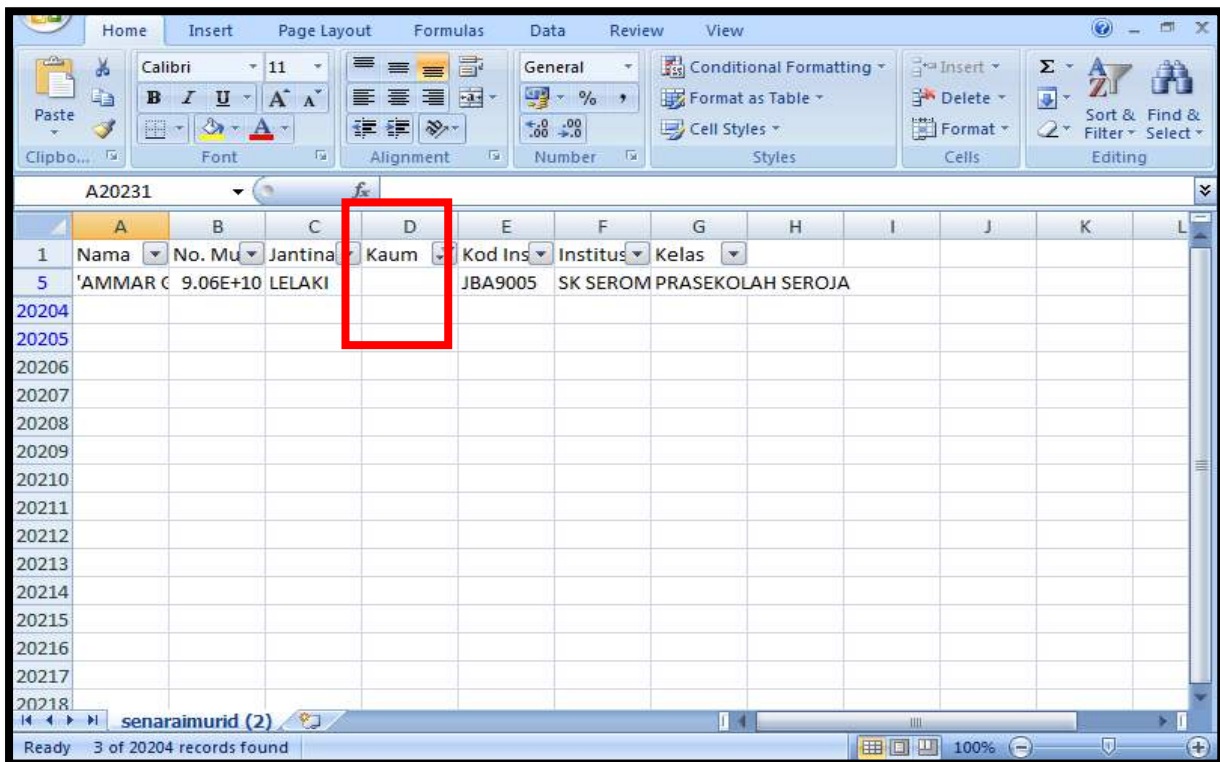 Home Insert Page Layout Formulas Data Review View
Calibri 11 General Conditional Formatting Insert Σ
B I U A A % , Format as Table Delete
Paste A .00 .0 Cell Styles Format Sort & Filter Find & Select
Clipbo... Font Alignment Number Styles Cells Editing
A20231 fx
A B C D E F G H I J K L
1 Nama No. Mu Jantina Kaum Kod Ins Institus Kelas
5 'AMMAR 9.06E+10 LELAKI JBA9005 SK SEROM PRASEKOLAH SEROJA
20204
20205
20206
20207
20208
20209
20210
20211
20212
20213
20214
20215
20216
20217
20218
senaraimurid (2)
Ready 3 of 20204 records found 100%